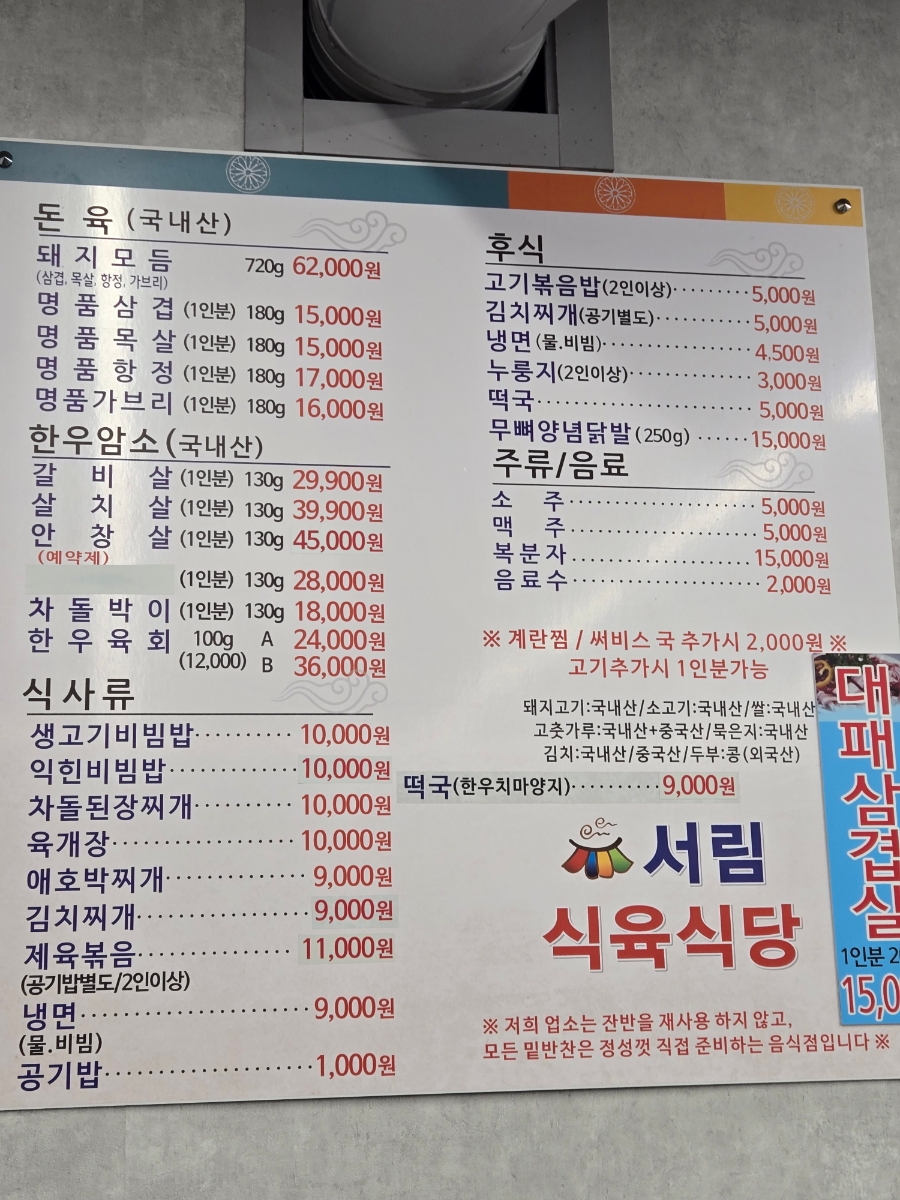 돈 육 (국내산)
돼 지 모 듬 720g 62,000원
(삼겹, 목살, 항정, 가브리)
명 품 삼 겹 (1인분) 180g 15,000원
명 품 목 살 (1인분) 180g 15,000원
명 품 항 정 (1인분) 180g 17,000원
명품가브리 (1인분) 180g 16,000원
한우암소(국내산)
갈 비 살 (1인분) 130g 29,900원
살 치 살 (1인분) 130g 39,900원
안 창 살 (1인분) 130g 45,000원
(예약제)
(1인분) 130g 28,000원
차 돌 박 이 (1인분) 130g 18,000원
한 우 육 회 100g A 24,000원
(12,000) B 36,000원
식사류
생고기비빔밥 10,000원
익힌비빔밥 10,000원
차돌된장찌개 10,000원
육개장 10,000원
애호박찌개 9,000원
김치찌개 9,000원
제육볶음 11,000원
(공기밥별도/2인이상)
냉면 9,000원
(물.비빔)
공기밥 1,000원
후식
고기볶음밥(2인이상) 5,000원
김치찌개(공기별도) 5,000원
냉면(물.비빔) 4,500원
누룽지(2인이상) 3,000원
떡국 5,000원
무뼈양념닭발(250g) 15,000원
주류/음료
소 주 5,000원
맥 주 5,000원
복분자 15,000원
음료수 2,000원
※ 계란찜 / 써비스 국 추가시 2,000원 ※
고기추가시 1인분가능
돼지고기:국내산/소고기:국내산/쌀:국내산
고춧가루:국내산+중국산/묵은지:국내산
김치:국내산/중국산/두부:콩(외국산)
떡국(한우치마양지) 9,000원
서림
식육식당
※ 저희 업소는 잔반을 재사용 하지 않고,
모든 밑반찬은 정성껏 직접 준비하는 음식점입니다 ※
대패삼겹살
1인분